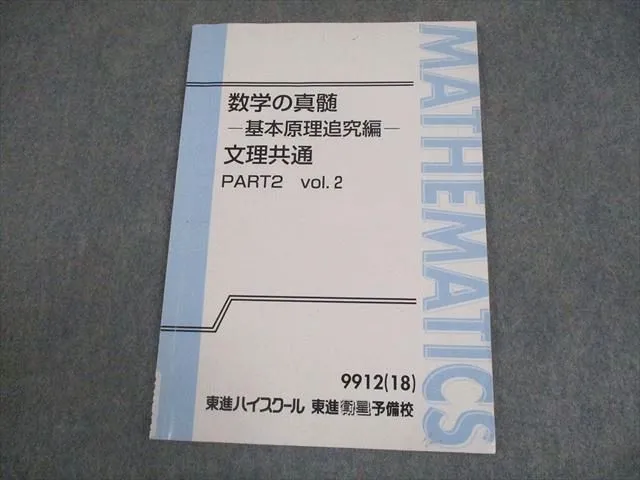 数学の真髄
－基本原理追究編－
文理共通
PART2 vol.2
MATHEMATICS
9912(18)
東進ハイスクール 東進衛星予備校